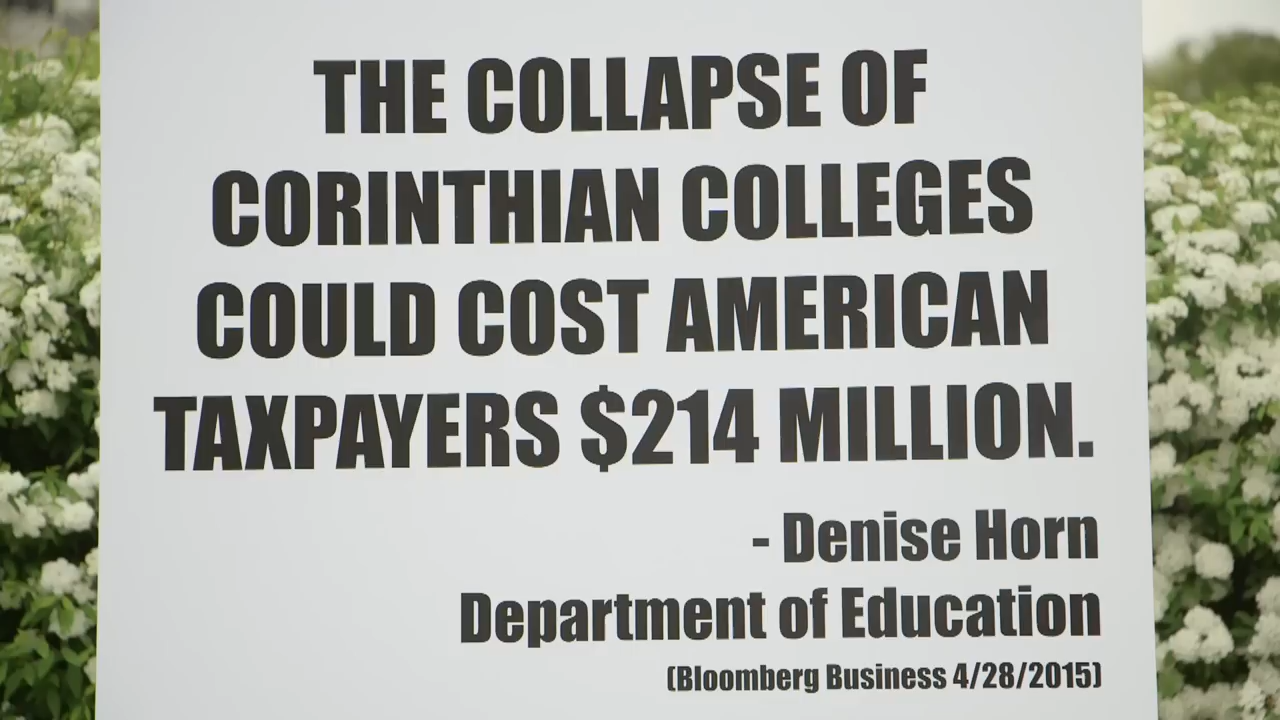 THE COLLAPSE OF
CORINTHIAN COLLEGES
COULD COST AMERICAN
TAXPAYERS $214 MILLION.
- Denise Horn
Department of Education
(Bloomberg Business 4/28/2015)